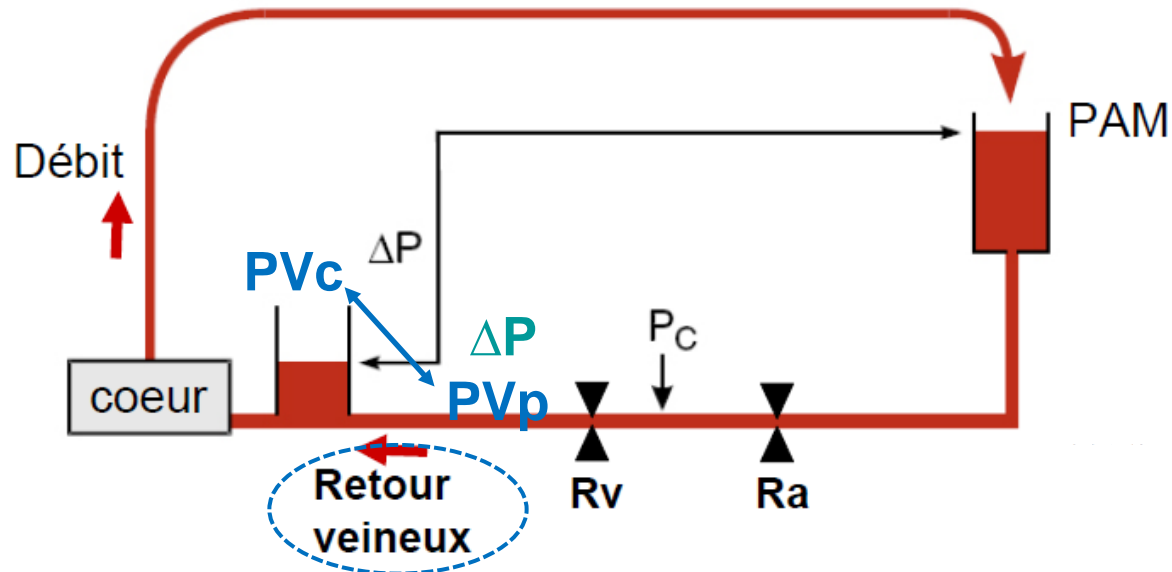 PAM
Débit
ΔP
PVc
ΔP
P_C
coeur
PVp
Retour
veineux
Rv
Ra